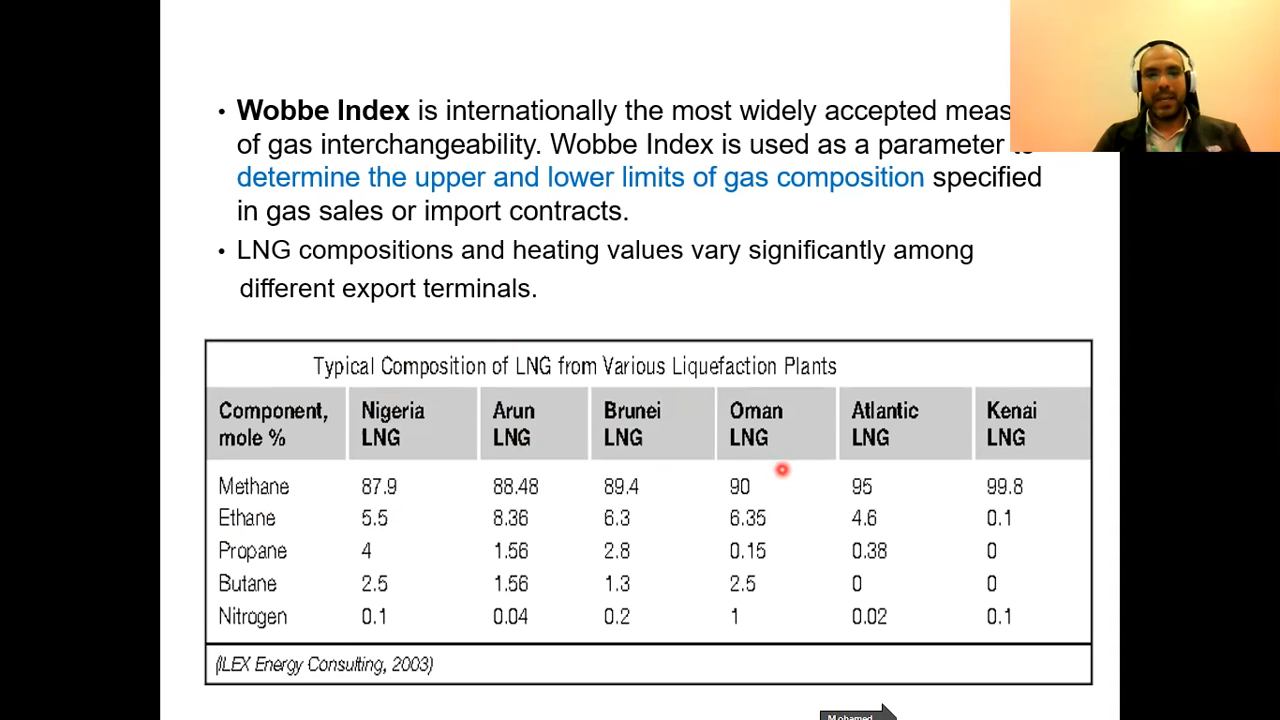 • Wobbe Index is internationally the most widely accepted meas
of gas interchangeability. Wobbe Index is used as a parameter
determine the upper and lower limits of gas composition specified
in gas sales or import contracts.
• LNG compositions and heating values vary significantly among
different export terminals.
Typical Composition of LNG from Various Liquefaction Plants
Component, mole % Nigeria LNG Arun LNG Brunei LNG Oman LNG Atlantic LNG Kenai LNG
Methane 87.9 88.48 89.4 90 95 99.8
Ethane 5.5 8.36 6.3 6.35 4.6 0.1
Propane 4 1.56 2.8 0.15 0.38 0
Butane 2.5 1.56 1.3 2.5 0 0
Nitrogen 0.1 0.04 0.2 1 0.02 0.1
(ILEX Energy Consulting, 2003)
Mohamed